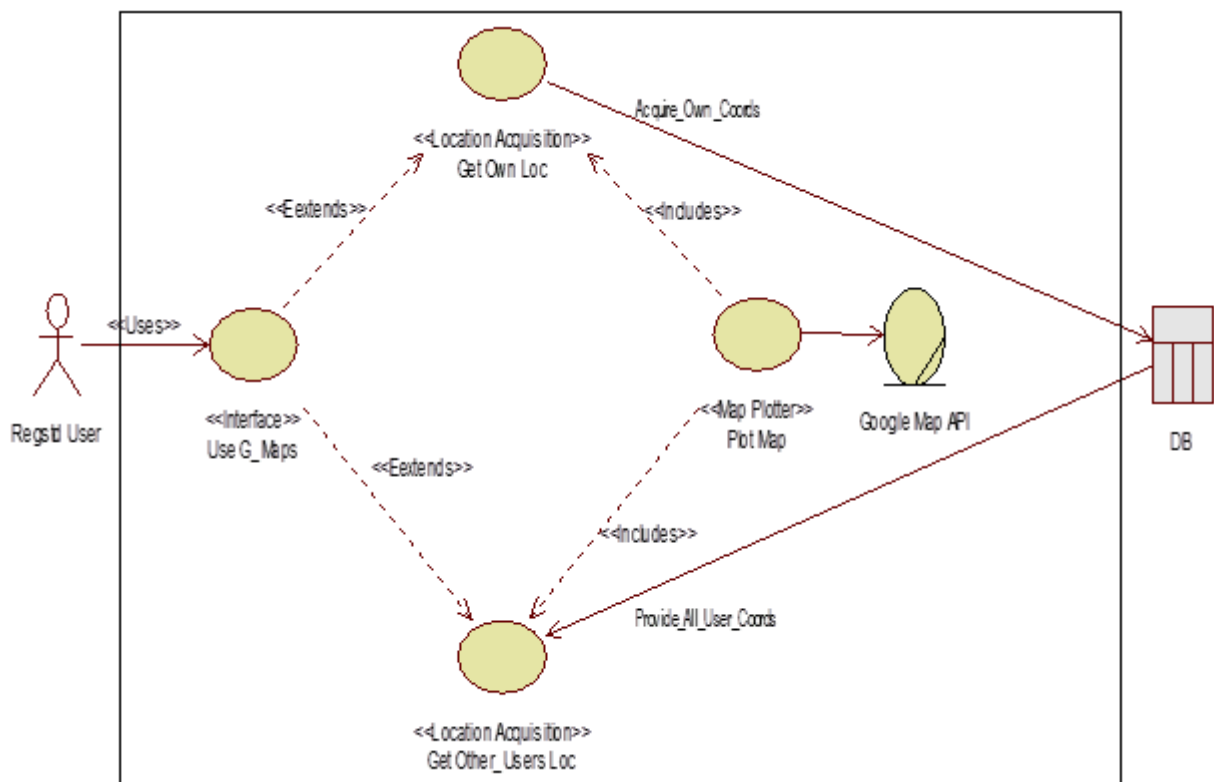 Acquire_Own_Coords
<<Location Acquisition>>
Get Own Loc
<<Eextends>>
<<Includes>>
<<Uses>>
Regstd User
<<Interface>>
Use G_Maps
<<Map Plotter>>
Plot Map
Google Map API
DB
<<Eextends>>
<<Includes>>
Provide_All_User_Coords
<<Location Acquisition>>
Get Other_Users Loc